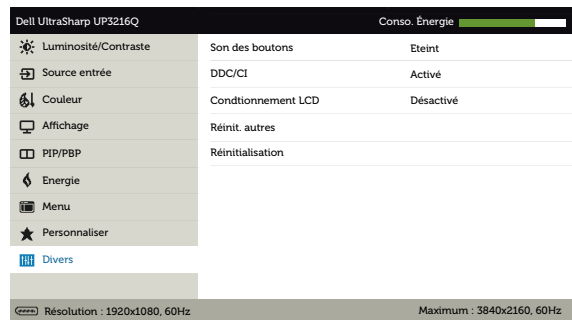 Dell UltraSharp UP3216Q Conso. Énergie
Luminosité/Contraste Son des boutons Eteint
Source entrée DDC/CI Activé
Couleur Condtionnement LCD Désactivé
Affichage Réinit. autres
PIP/PBP Réinitialisation
Energie
Menu
Personnaliser
Divers
Résolution : 1920x1080, 60Hz Maximum : 3840x2160, 60Hz